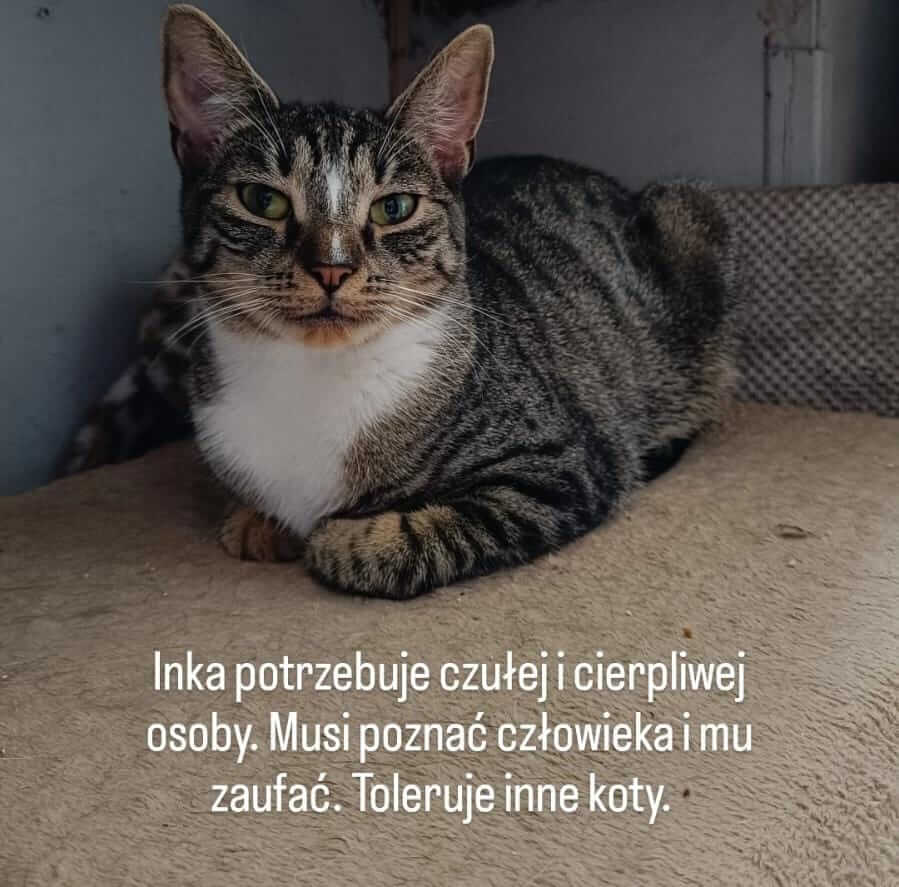 Inka potrzebuje czułej i cierpliwej
osoby. Musi poznać człowieka i mu
zaufać. Toleruje inne koty.